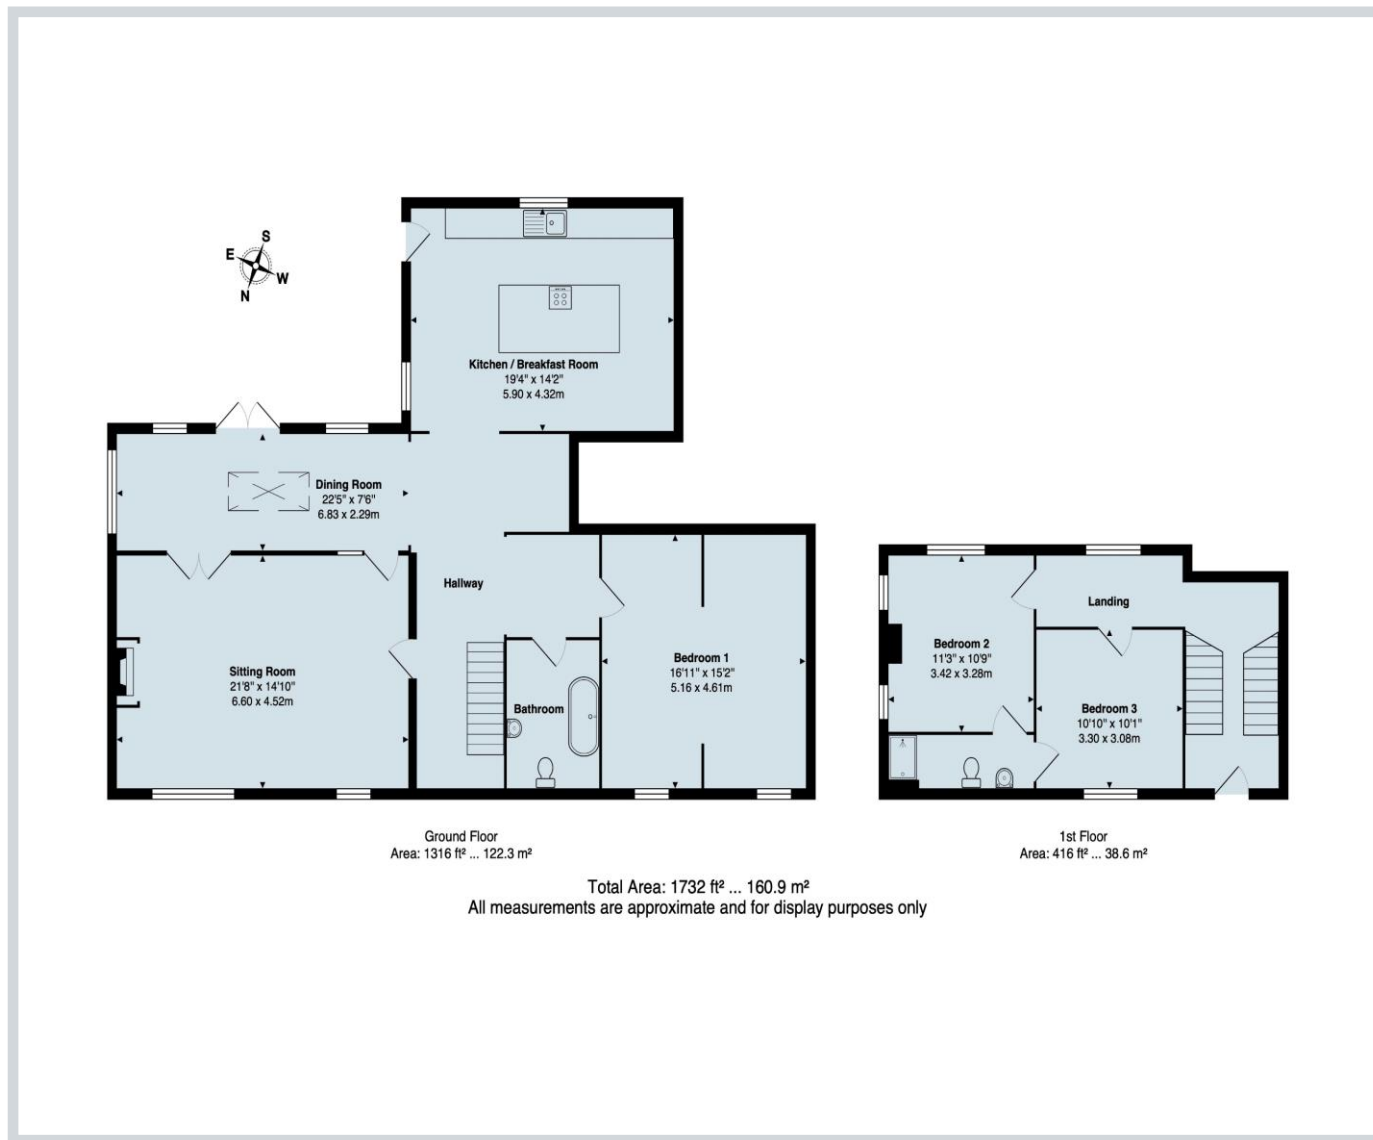 S
E
W
N
Kitchen / Breakfast Room
19'4" x 14'2"
5.90 x 4.32m
Dining Room
22'5" x 7'6"
6.83 x 2.29m
Hallway
Sitting Room
21'8" x 14'10"
6.60 x 4.52m
Bathroom
Bedroom 1
16'11" x 15'2"
5.16 x 4.61m
Ground Floor
Area: 1316 ft² ... 122.3 m²
Landing
Bedroom 2
11'3" x 10'9"
3.42 x 3.28m
Bedroom 3
10'10" x 10'1"
3.30 x 3.08m
1st Floor
Area: 416 ft² ... 38.6 m²
Total Area: 1732 ft² ... 160.9 m²
All measurements are approximate and for display purposes only